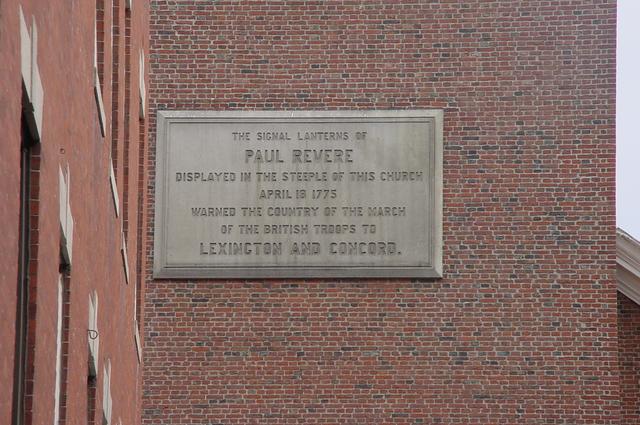 THE SIGNAL LANTERNS OF
PAUL REVERE
DISPLAYED IN THE STEEPLE OF THIS CHURCH
APRIL 18 1775
WARNED THE COUNTRY OF THE MARCH
OF THE BRITISH TROOPS TO
LEXINGTON AND CONCORD.